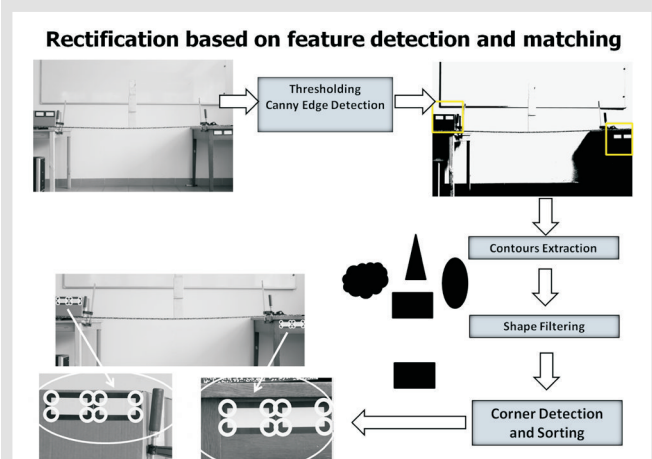 Rectification based on feature detection and matching
Thresholding
Canny Edge Detection
Contours Extraction
Shape Filtering
Corner Detection
and Sorting